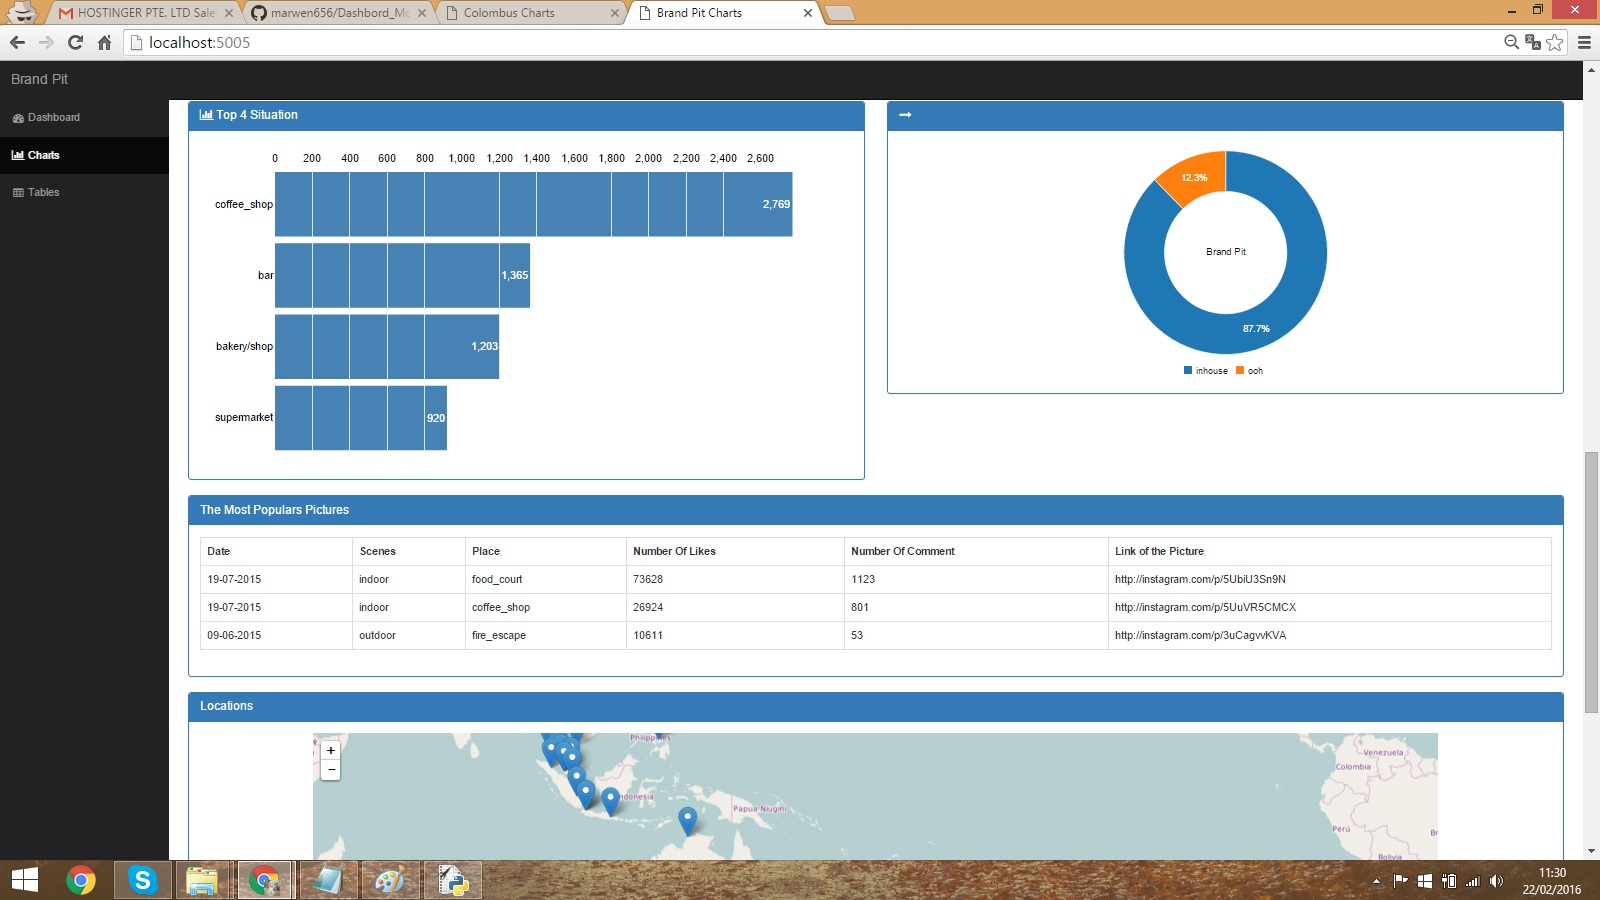 HOSTINGER PTE. LTD Sale
marwen656/Dashbord_Mo
Colombus Charts
Brand Pit Charts
localhost:5005
Brand Pit
Dashboard
Charts
Tables
Top 4 Situation
0 200 400 600 800 1,000 1,200 1,400 1,600 1,800 2,000 2,200 2,400 2,600
coffee_shop 2,769
bar 1,365
bakery/shop 1,203
supermarket 920
12.3%
Brand Pit
87.7%
inhouse ooh
The Most Populars Pictures
Date Scenes Place Number Of Likes Number Of Comment Link of the Picture
19-07-2015 indoor food_court 73628 1123 http://instagram.com/p/5UbiU3Sn9N
19-07-2015 indoor coffee_shop 26924 801 http://instagram.com/p/5UuVR5CMCX
09-06-2015 outdoor fire_escape 10611 53 http://instagram.com/p/3uCagvvKVA
Locations
+
−
Philippines
Venezuela
Colombia
ndonesia
Papua Niugini
Perú
Br
Bolivia
11:30
22/02/2016